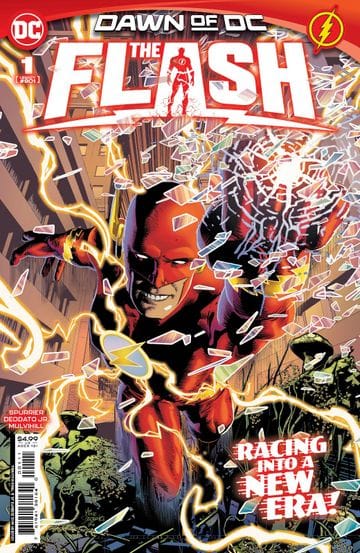 DC
DAWN OF DC
THE
FLASH
1
SPURRIER
DEODATO JR.
MULVIHILL
$4.99
RACING
INTO A
NEW
ERA!